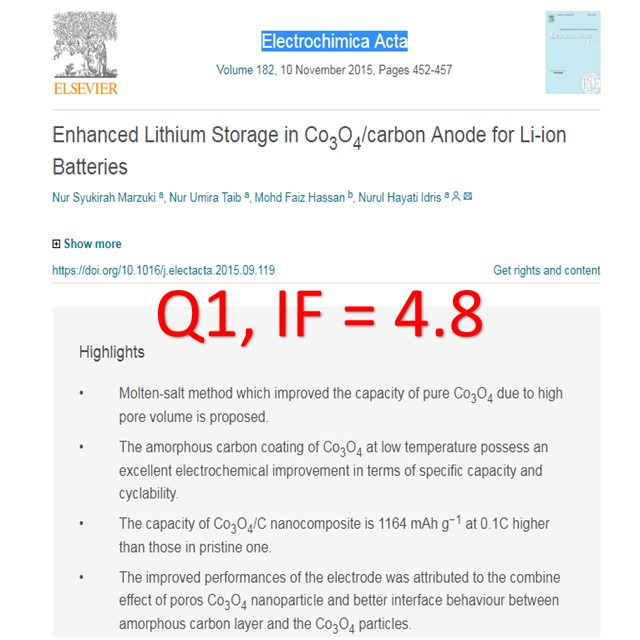 Electrochimica Acta
Volume 182, 10 November 2015, Pages 452-457
ELSEVIER
Enhanced Lithium Storage in Co₃O₄/carbon Anode for Li-ion
Batteries
Nur Syukirah Marzuki ᵃ, Nur Umira Taib ᵃ, Mohd Faiz Hassan ᵇ, Nurul Hayati Idris ᵃ
Show more
https://doi.org/10.1016/j.electacta.2015.09.119
Get rights and content
Q1, IF = 4.8
Highlights
• Molten-salt method which improved the capacity of pure Co₃O₄ due to high
pore volume is proposed.
• The amorphous carbon coating of Co₃O₄ at low temperature possess an
excellent electrochemical improvement in terms of specific capacity and
cyclability.
• The capacity of Co₃O₄/C nanocomposite is 1164 mAh g⁻¹ at 0.1C higher
than those in pristine one.
• The improved performances of the electrode was attributed to the combine
effect of poros Co₃O₄ nanoparticle and better interface behaviour between
amorphous carbon layer and the Co₃O₄ particles.